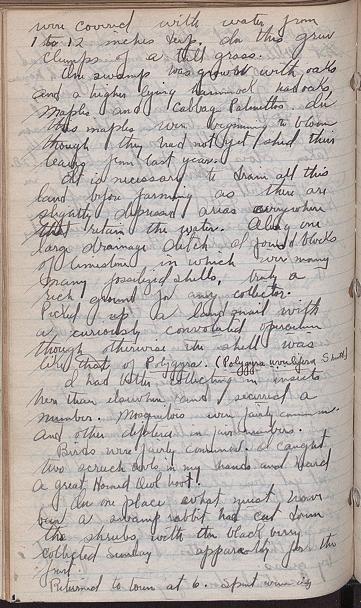 were covered with water from
1 to 12 inches deep. In this grew
clumps of a tall grass.
One swamp was grown with oaks
and a higher lying hammock had oaks,
maples and Cabbage Palmettos. In
this maples were beginning to bloom
though they had not yet shed their
leaves from last year.
It is necessary to drain all this
land before farming as there are
slightly depressed areas everywhere
that retain the water. Along one
large drainage ditch I found blocks
of limestone in which were many
many fossilized shells, truly a
rich ground for any collector.
Picked up a land snail with
a curiously convoluted operculum
though otherwise the shell was
like that of Polygyra. (Polygyra Shell)
I had better collecting in insects
here than elsewhere and I secured a
number. Mosquitoes were fairly common.
and other diptera in fair numbers.
Birds were fairly common. I caught
two screech owls in my hands and heard
a great Horned Owl hoot.
In one place what must have
been a swamp rabbit had cut down
the shrubs, with the black berry
collected apparently for the
fruit.
Returned to town at 6. Spent